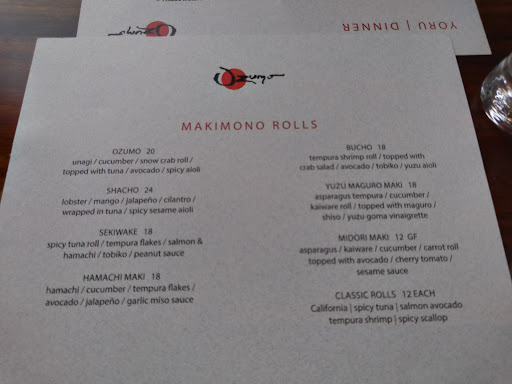 YORU | DINNER
Ozumo
Ozumo
MAKIMONO ROLLS
OZUMO 20
unagi / cucumber / snow crab roll /
topped with tuna / avocado / spicy aioli
SHACHO 24
lobster / mango / jalapeño / cilantro /
wrapped in tuna / spicy sesame aioli
SEKIWAKE 18
spicy tuna roll / tempura flakes / salmon &
hamachi / tobiko / peanut sauce
HAMACHI MAKI 18
hamachi / cucumber / tempura flakes /
avocado / jalapeño / garlic miso sauce
BUCHO 18
tempura shrimp roll / topped with
crab salad / avocado / tobiko / yuzu aioli
YUZU MAGURO MAKI 18
asparagus tempura / cucumber /
kaiware roll / topped with maguro /
shiso / yuzu goma vinaigrette
MIDORI MAKI 12 GF
asparagus / kaiware / cucumber / carrot roll
topped with avocado / cherry tomato /
sesame sauce
CLASSIC ROLLS 12 EACH
California | spicy tuna | salmon avocado
tempura shrimp | spicy scallop